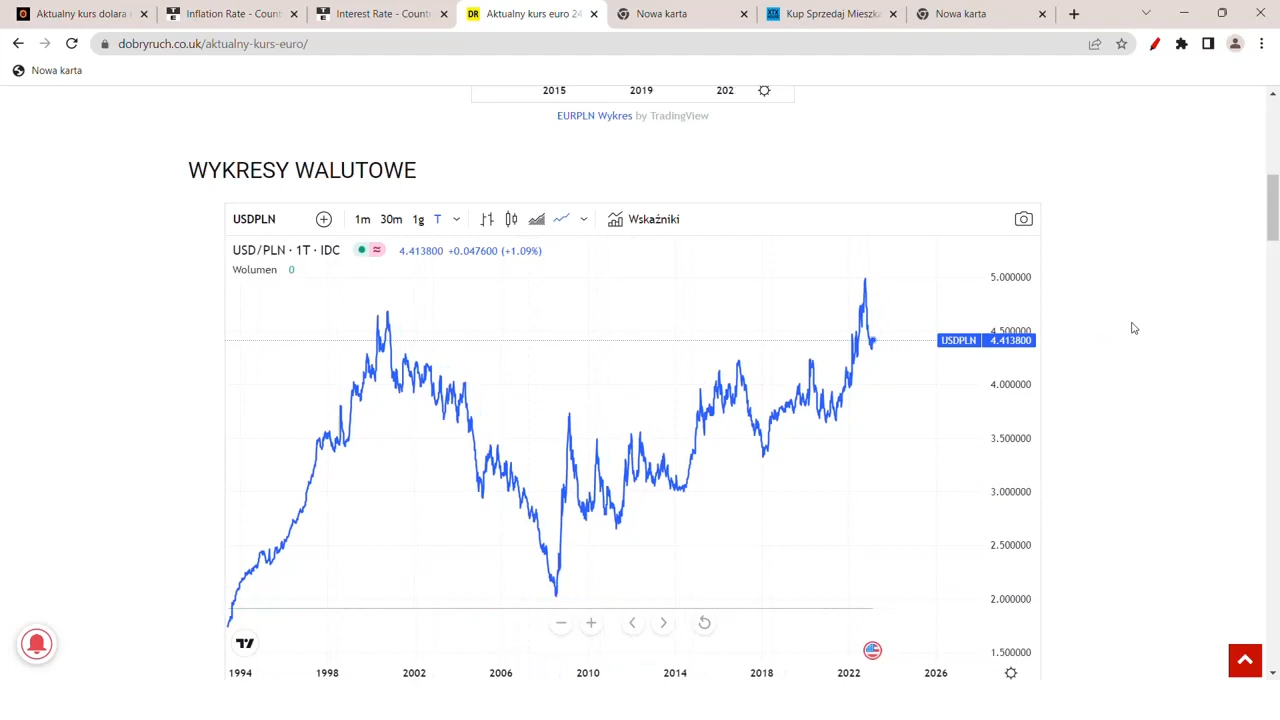 Aktualny kurs dolara
Inflation Rate - Count
Interest Rate - Count
DR Aktualny kurs euro 24
Nowa karta
XTX Kup Sprzedaj Mieszka
Nowa karta
dobryruch.co.uk/aktualny-kurs-euro/
Nowa karta
2015 2019 202
EURPLN Wykres by TradingView
WYKRESY WALUTOWE
USDPLN 1m 30m 1g T Wskaźniki
USD/PLN · 1T · IDC 4.413800 +0.047600 (+1.09%)
Wolumen 0
5.000000
4.500000
USDPLN 4.413800
4.000000
3.500000
3.000000
2.500000
2.000000
1.500000
1994 1998 2002 2006 2010 2014 2018 2022 2026